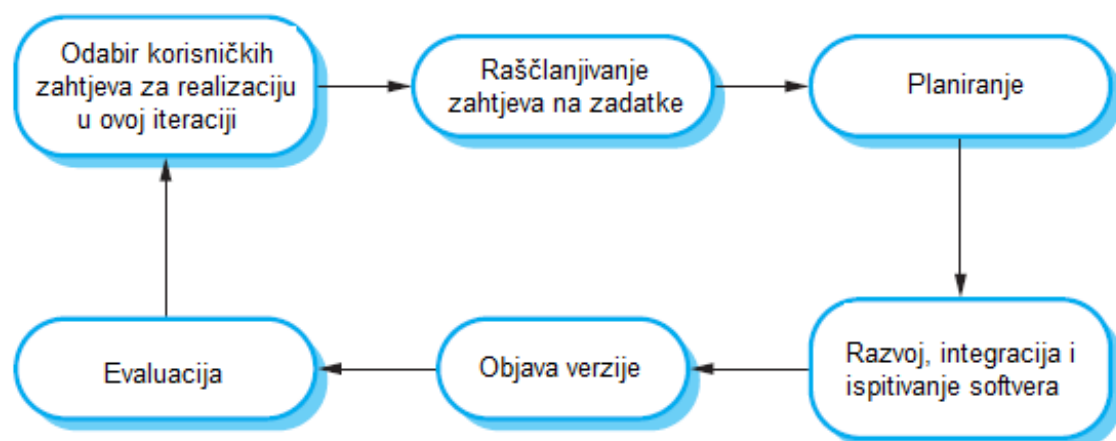 Odabir korisničkih
zahtjeva za realizaciju
u ovoj iteraciji
Raščlanjivanje
zahtjeva na zadatke
Planiranje
Razvoj, integracija i
ispitivanje softvera
Objava verzije
Evaluacija